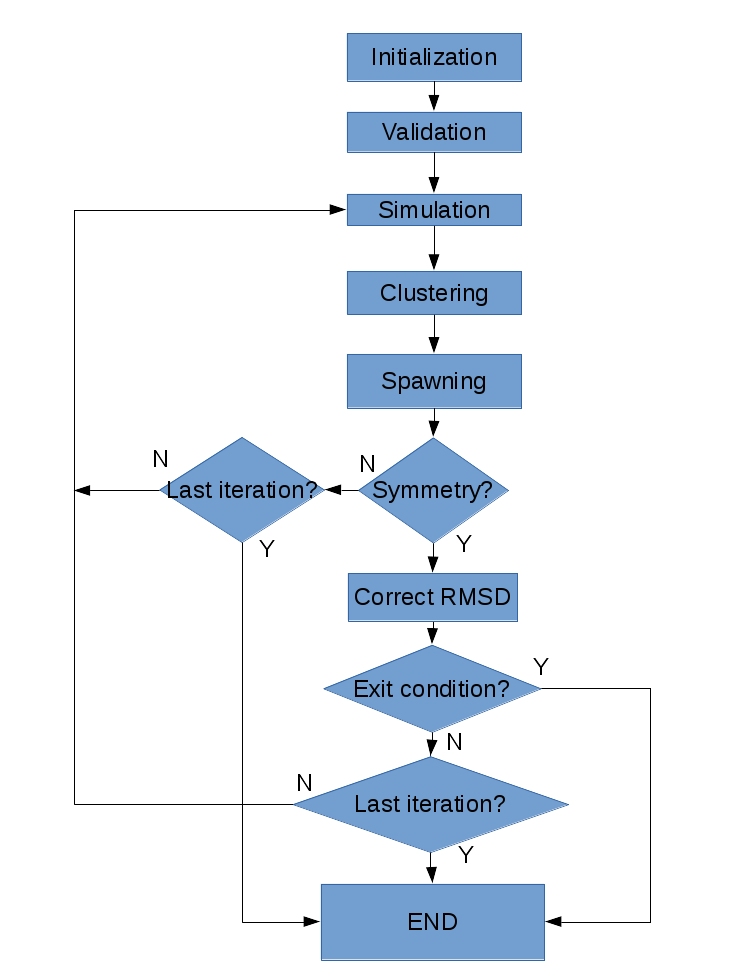 Initialization
Validation
Simulation
Clustering
Spawning
N
N
Last iteration?
Symmetry?
Y
Y
Correct RMSD
Y
Exit condition?
N
N
Last iteration?
Y
END